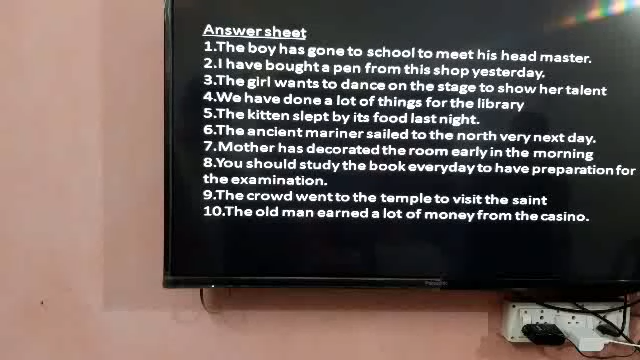 Answer sheet
1.The boy has gone to school to meet his head master.
2.I have bought a pen from this shop yesterday.
3.The girl wants to dance on the stage to show her talent
4.We have done a lot of things for the library
5.The kitten slept by its food last night.
6.The ancient mariner sailed to the north very next day.
7.Mother has decorated the room early in the morning
8.You should study the book everyday to have preparation for
the examination.
9.The crowd went to the temple to visit the saint
10.The old man earned a lot of money from the casino.
Panasonic